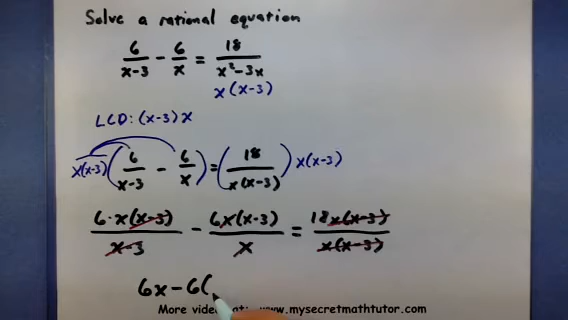 Solve a rational equation
6/(x-3) - 6/x = 18/(x²-3x)
x(x-3)
LCD: (x-3) x
x(x-3) (6/(x-3) - 6/x) = (18/(x(x-3))) x(x-3)
6·x(x-3)/(x-3) - 6x(x-3)/x = 18x(x-3)/(x(x-3))
6x-6(
More videos at: www.mysecretmathtutor.com